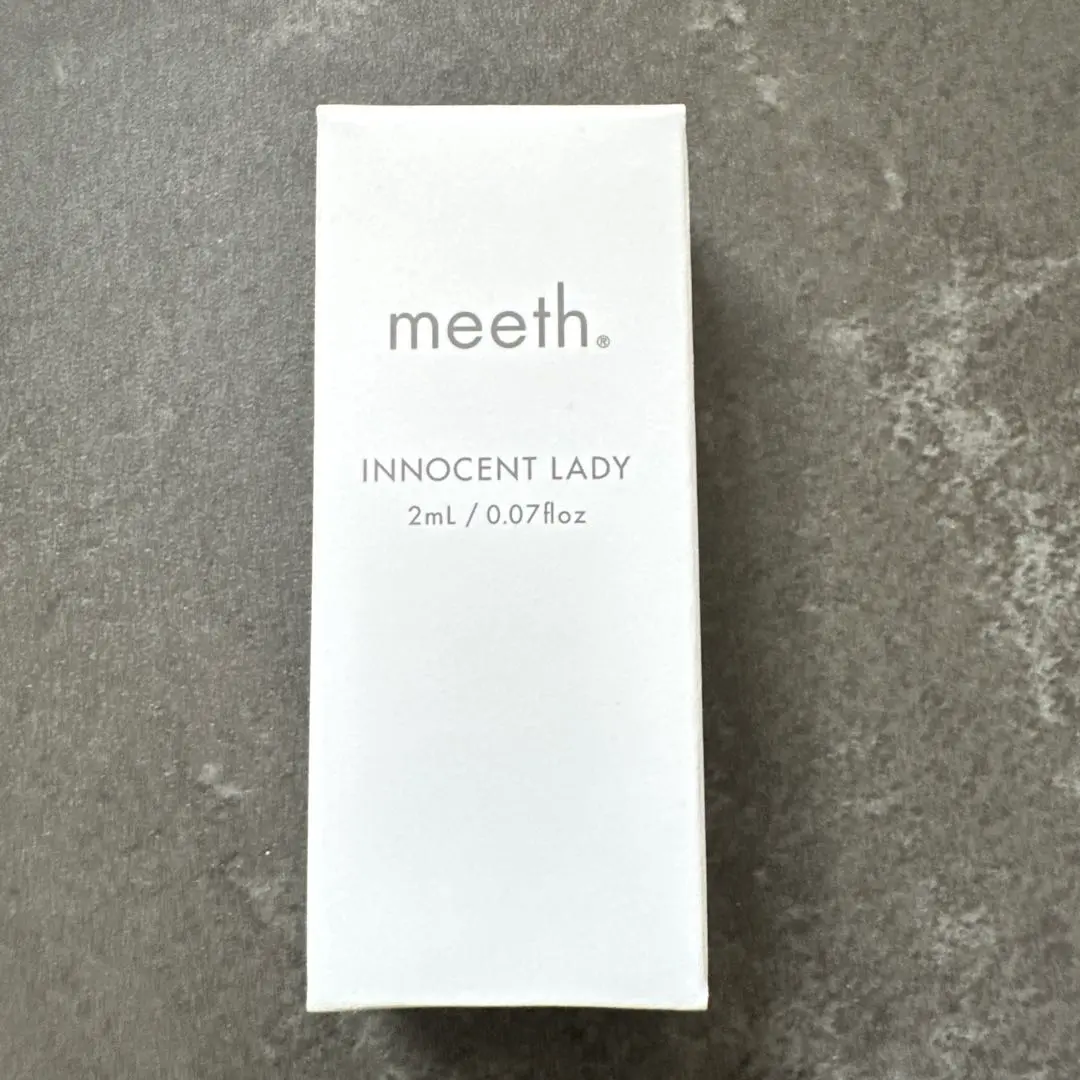 meeth®
INNOCENT LADY
2mL / 0.07floz